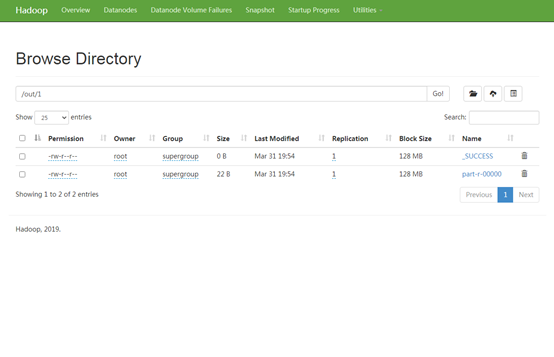 Hadoop Overview Datanodes Datanode Volume Failures Snapshot Startup Progress Utilities
Browse Directory
/out/1 Go!
Show 25 entries Search:
Permission Owner Group Size Last Modified Replication Block Size Name
-rw-r--r-- root supergroup 0 B Mar 31 19:54 1 128 MB _SUCCESS
-rw-r--r-- root supergroup 22 B Mar 31 19:54 1 128 MB part-r-00000
Showing 1 to 2 of 2 entries Previous 1 Next
Hadoop, 2019.